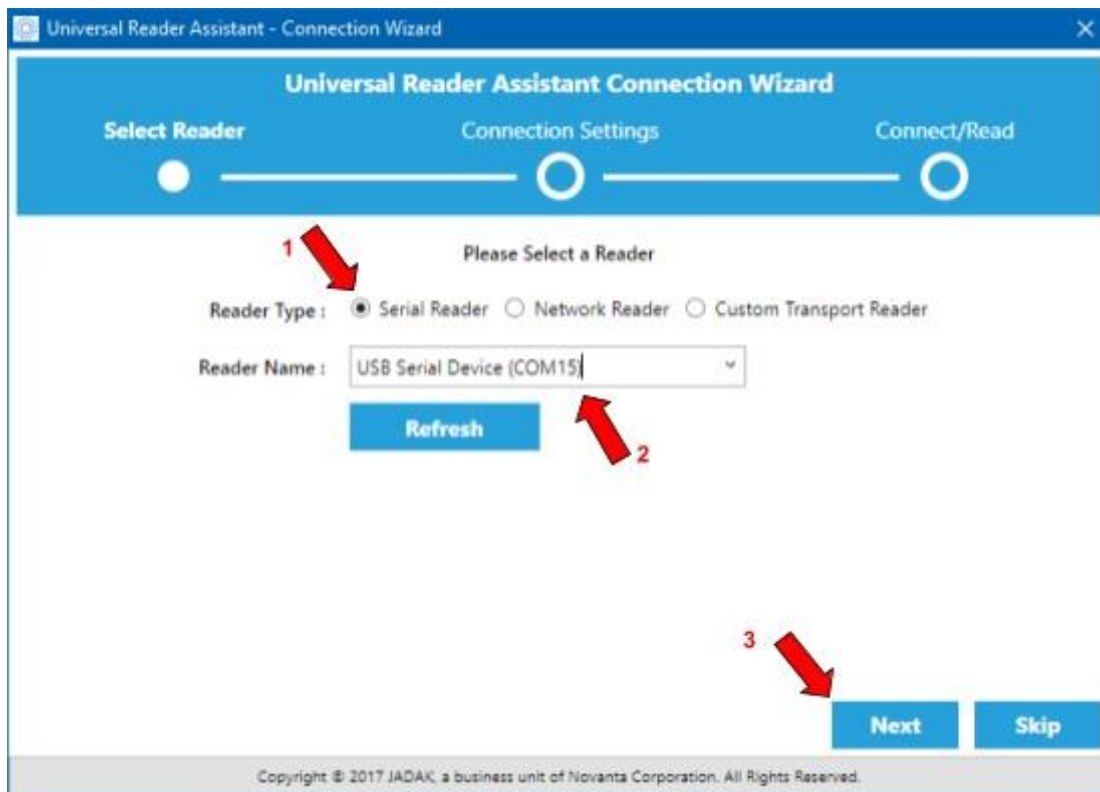 Universal Reader Assistant - Connection Wizard
Universal Reader Assistant Connection Wizard
Select Reader Connection Settings Connect/Read
1
Please Select a Reader
Reader Type : Serial Reader Network Reader Custom Transport Reader
Reader Name : USB Serial Device (COM15)
Refresh
2
3
Next Skip
Copyright © 2017 JADAK, a business unit of Novanta Corporation. All Rights Reserved.